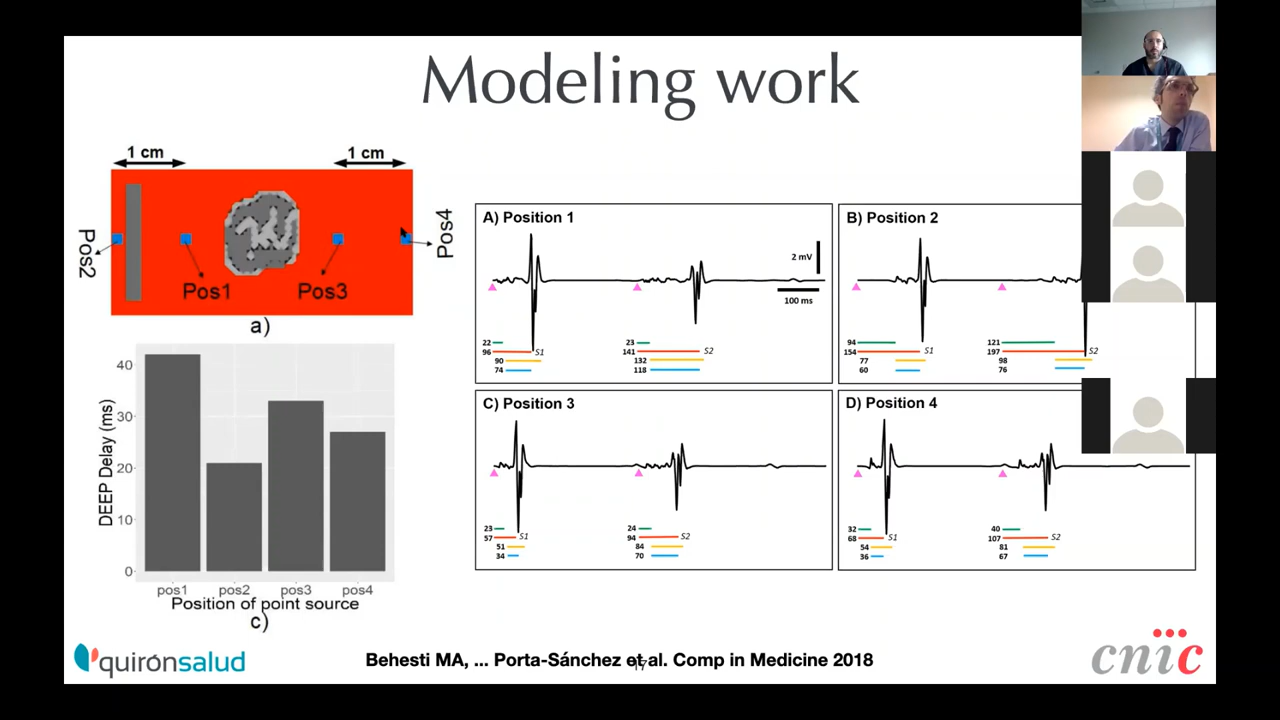 Modeling work
1 cm
1 cm
Pos2
Pos1
Pos3
Pos4
a)
DEEP Delay (ms)
40
30
20
10
0
pos1 pos2 pos3 pos4
Position of point source
c)
A) Position 1
2 mV
100 ms
22
96 S1
90
74
23
141 S2
132
118
B) Position 2
94
154 S1
77
60
121
197 S2
98
76
C) Position 3
23
57 S1
51
34
24
94 S2
84
70
D) Position 4
32
68 S1
54
36
40
107 S2
81
67
quirónsalud
Behesti MA, ... Porta-Sánchez et al. Comp in Medicine 2018
17
cnic